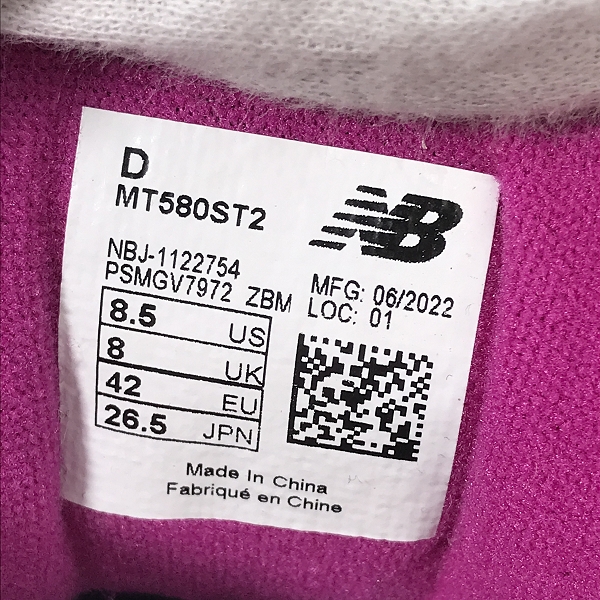 D
MT580ST2
NB
NBJ-1122754
PSMGV7972 ZBM
MFG: 06/2022
LOC: 01
8.5 US
8 UK
42 EU
26.5 JPN
Made In China
Fabriqué en Chine